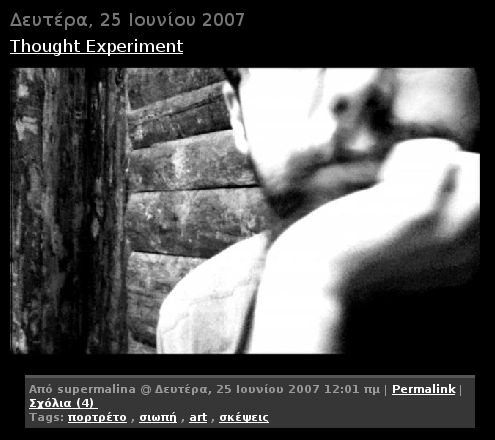 Δευτέρα, 25 Ιουνίου 2007
Thought Experiment
Από supermalina @ Δευτέρα, 25 Ιουνίου 2007 12:01 πμ | Permalink |
Σχόλια (4)
Tags: πορτρέτο , σιωπή , art , σκέψεις